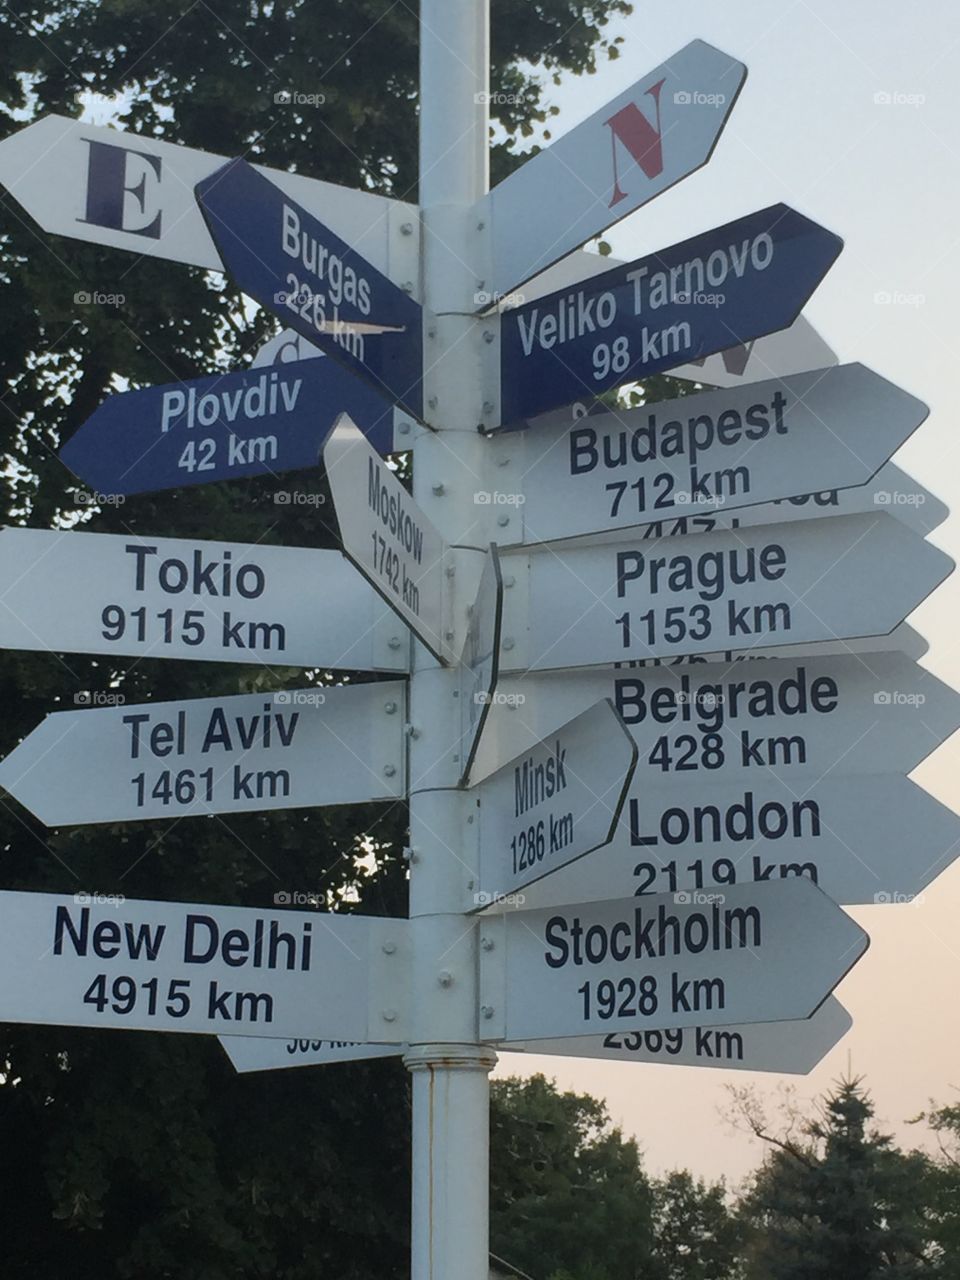 E
N
Burgas
226 km
Veliko Tarnovo
98 km
W
Plovdiv
42 km
Budapest
712 km
Moskow
1742 km
447
Tokio
9115 km
Prague
1153 km
Belgrade
428 km
Tel Aviv
1461 km
Minsk
1286 km
London
2119 km
New Delhi
4915 km
Stockholm
1928 km
2369 km
foap